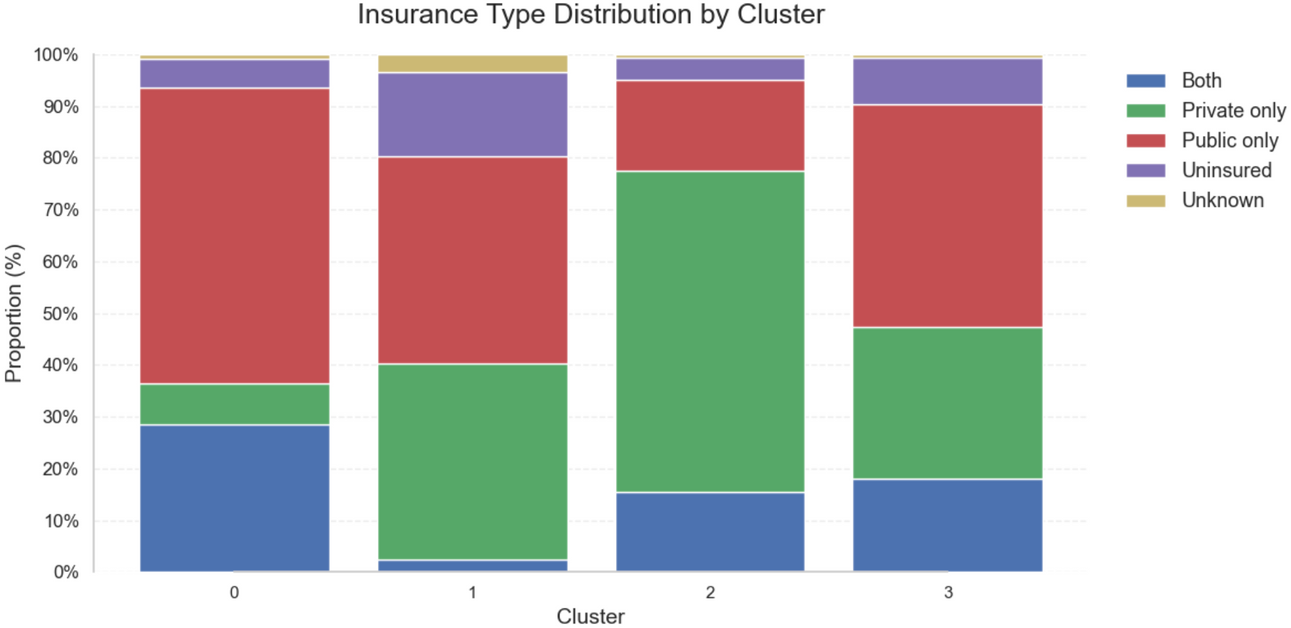 Insurance Type Distribution by Cluster
100%
90%
80%
70%
60%
50%
40%
30%
20%
10%
0%
Proportion (%)
0
1
2
3
Cluster
Both
Private only
Public only
Uninsured
Unknown